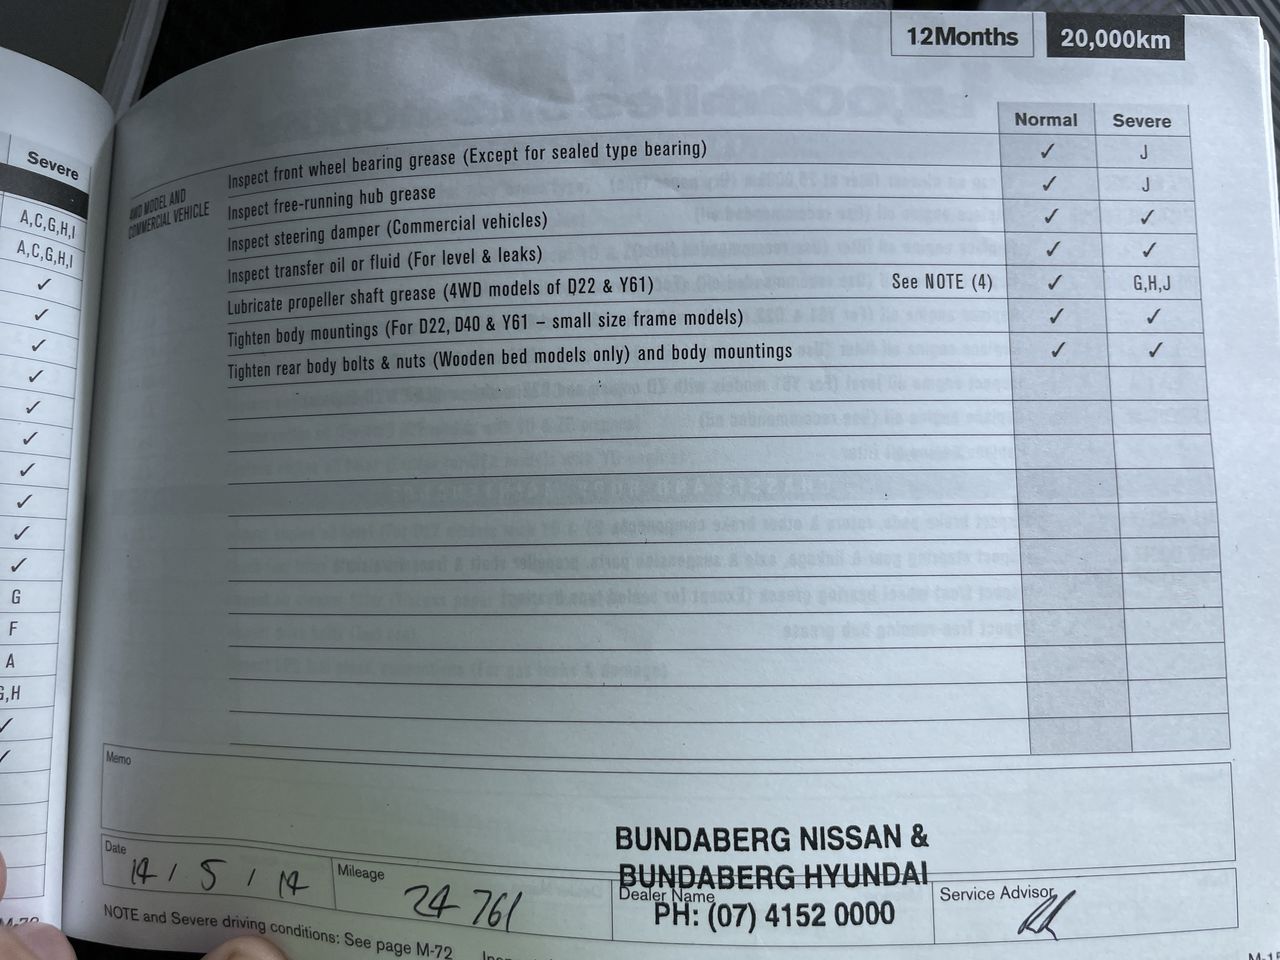 12Months 20,000km
Normal Severe
4WD MODEL AND
COMMERCIAL VEHICLE
Inspect front wheel bearing grease (Except for sealed type bearing) ✓ J
Inspect free-running hub grease ✓ J
Inspect steering damper (Commercial vehicles) ✓ ✓
Inspect transfer oil or fluid (For level & leaks) ✓ ✓
Lubricate propeller shaft grease (4WD models of D22 & Y61) See NOTE (4) ✓ G,H,J
Tighten body mountings (For D22, D40 & Y61 – small size frame models) ✓ ✓
Tighten rear body bolts & nuts (Wooden bed models only) and body mountings ✓ ✓
Severe
A,C,G,H,I
A,C,G,H,I
✓
✓
✓
✓
✓
✓
✓
✓
✓
✓
G
F
A
G,H
✓
✓
Memo
BUNDABERG NISSAN &
BUNDABERG HYUNDAI
PH: (07) 4152 0000
Date 14 / 5 / 14
Mileage 24 761
Dealer Name
Service Advisor
NOTE and Severe driving conditions: See page M-72